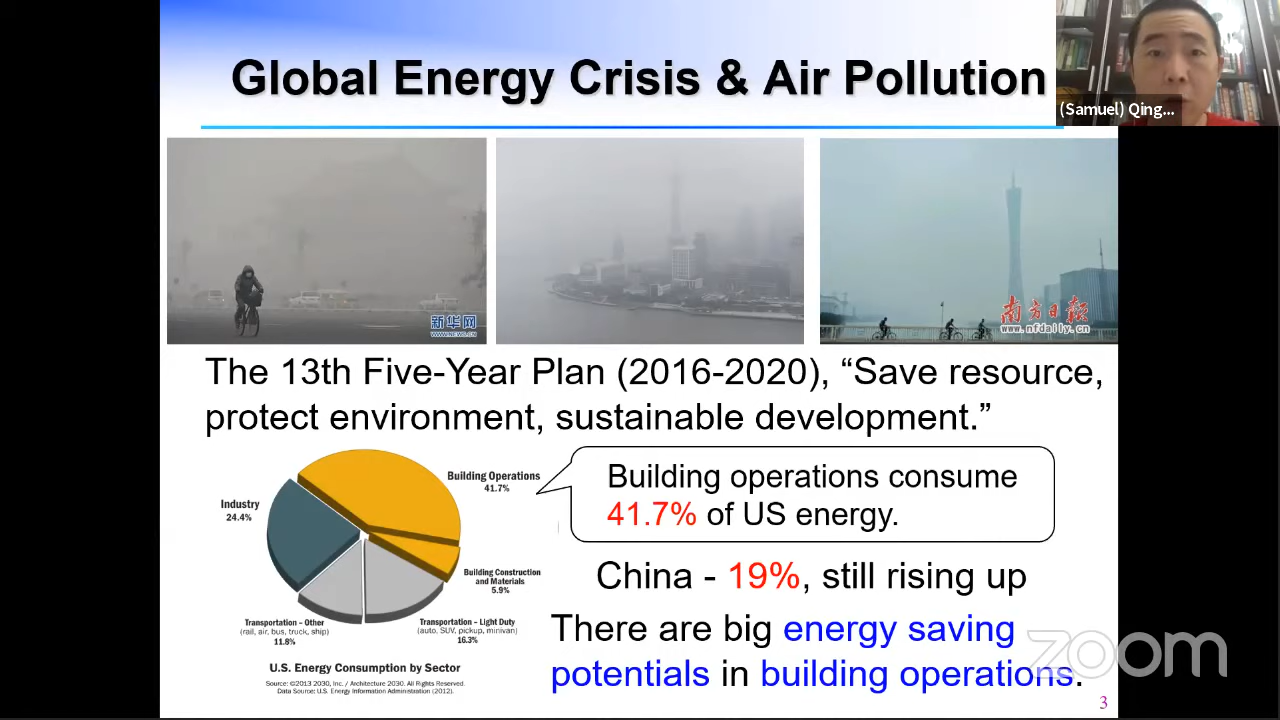 Global Energy Crisis & Air Pollution
(Samuel) Qing...
新华网
WWW.NEWS.CN
南方日报
www.nfdaily.cn
The 13th Five-Year Plan (2016-2020), “Save resource,
protect environment, sustainable development.”
Building Operations
41.7%
Industry
24.4%
Building Construction
and Materials
5.9%
Transportation – Other
(rail, air, bus, truck, ship)
11.8%
Transportation – Light Duty
(auto, SUV, pickup, minivan)
16.3%
U.S. Energy Consumption by Sector
Source: ©2013 2030, Inc. / Architecture 2030. All Rights Reserved.
Data Source: U.S. Energy Information Administration (2012).
Building operations consume
41.7% of US energy.
China - 19%, still rising up
There are big energy saving
potentials in building operations.
zoom
3